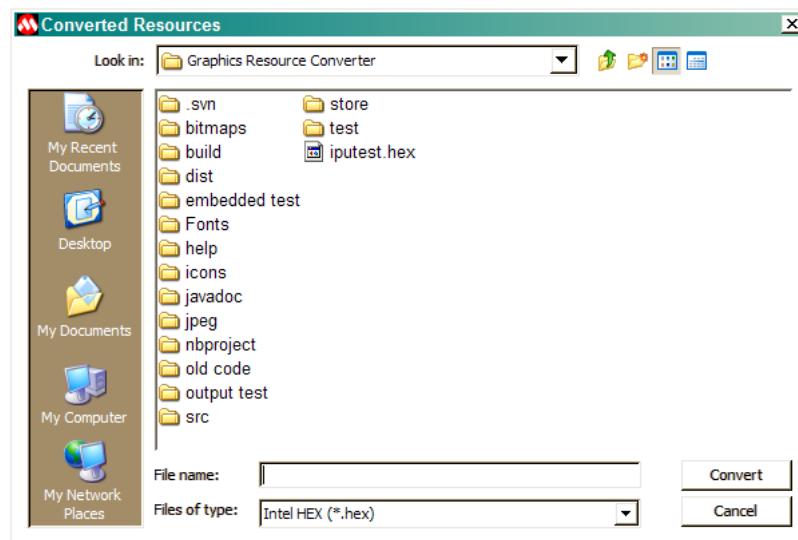 Converted Resources
Look in: Graphics Resource Converter
My Recent
Documents
Desktop
My Documents
My Computer
My Network
Places
.svn
bitmaps
build
dist
embedded test
Fonts
help
icons
javadoc
jpeg
nbproject
old code
output test
src
store
test
iputest.hex
File name:
Convert
Files of type: Intel HEX (*.hex)
Cancel